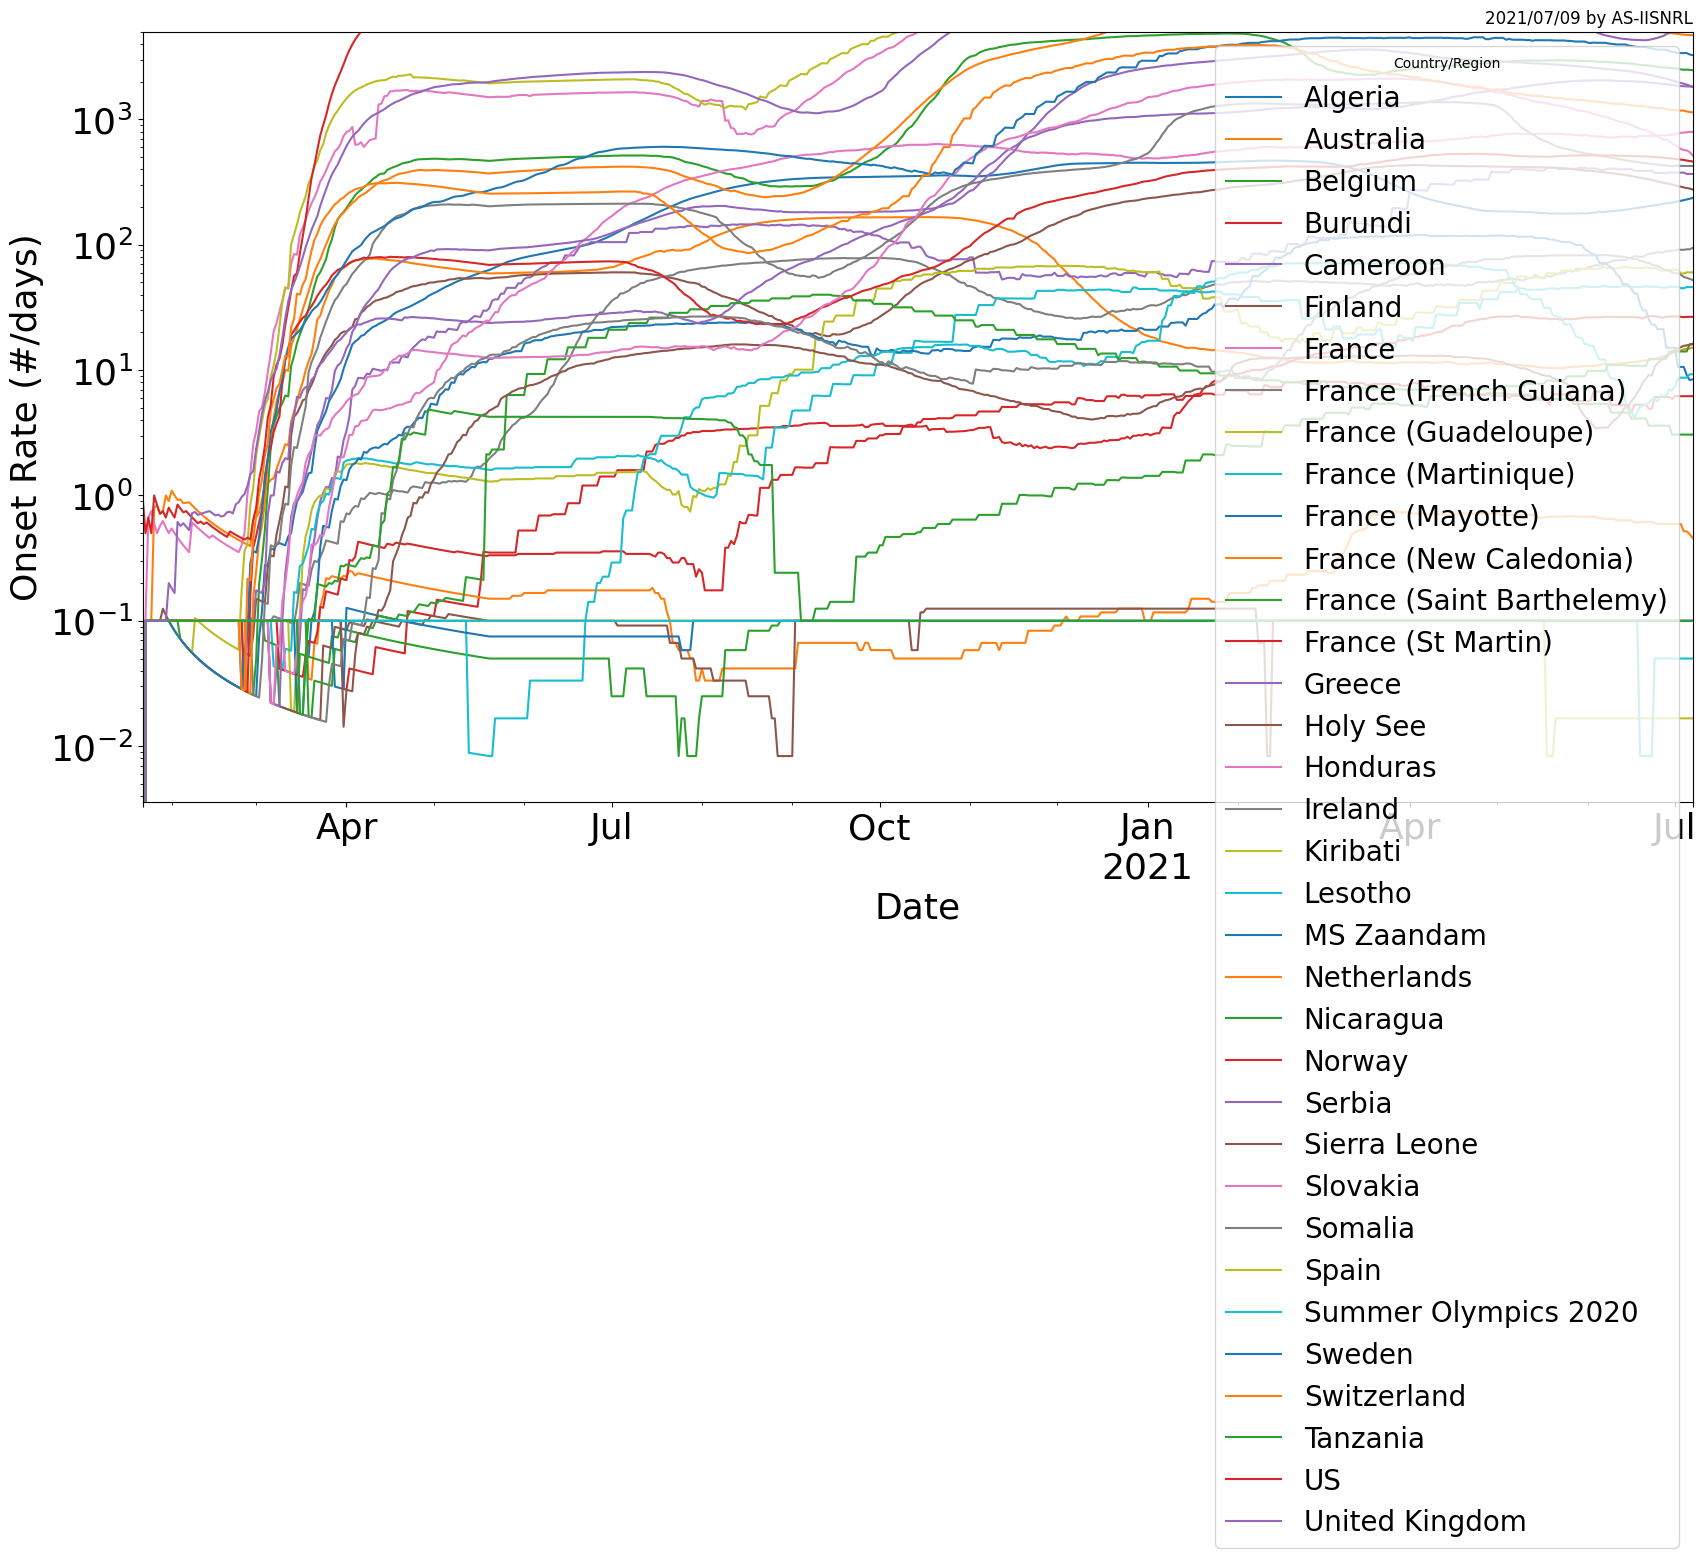 2021/07/09 by AS-IISNRL
Onset Rate (#/days)
10³
10²
10¹
10⁰
10⁻¹
10⁻²
Apr
Jul
Oct
Jan
2021
Apr
Jul
Date
Country/Region
Algeria
Australia
Belgium
Burundi
Cameroon
Finland
France
France (French Guiana)
France (Guadeloupe)
France (Martinique)
France (Mayotte)
France (New Caledonia)
France (Saint Barthelemy)
France (St Martin)
Greece
Holy See
Honduras
Ireland
Kiribati
Lesotho
MS Zaandam
Netherlands
Nicaragua
Norway
Serbia
Sierra Leone
Slovakia
Somalia
Spain
Summer Olympics 2020
Sweden
Switzerland
Tanzania
US
United Kingdom